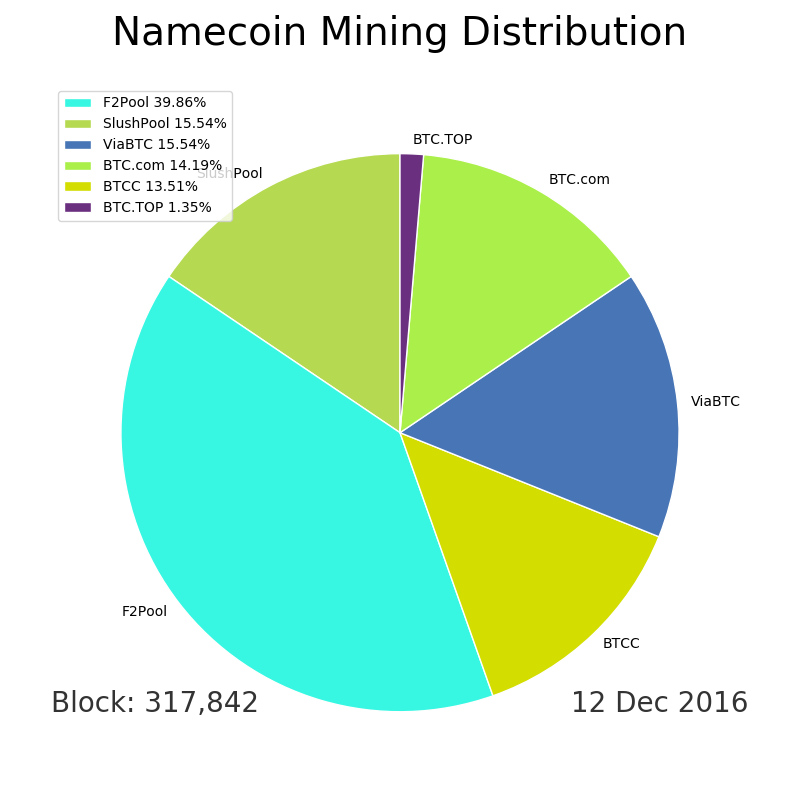 Namecoin Mining Distribution
F2Pool 39.86%
SlushPool 15.54%
ViaBTC 15.54%
BTC.com 14.19%
BTCC 13.51%
BTC.TOP 1.35%
BTC.TOP
SlushPool
BTC.com
ViaBTC
F2Pool
BTCC
Block: 317,842
12 Dec 2016